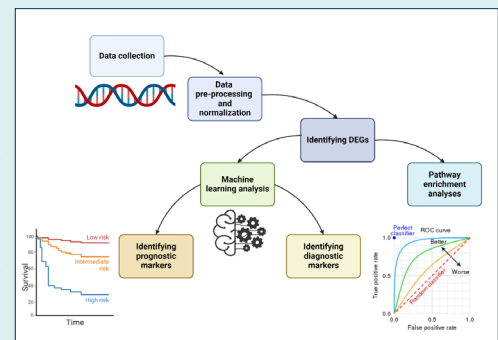 Data collection
Data
pre-processing
and
normalization
Identifying DEGs
Machine
learning analysis
Pathway
enrichment
analyses
Identifying
prognostic
markers
Identifying
diagnostic
markers
Survival
100
80
60
40
20
0
Low risk
Intermediate
risk
High risk
Time
Perfect
classifier
ROC curve
Better
Worse
Random classifier
True positive rate
1.0
0.5
0.0
0.0
0.5
1.0
False positive rate